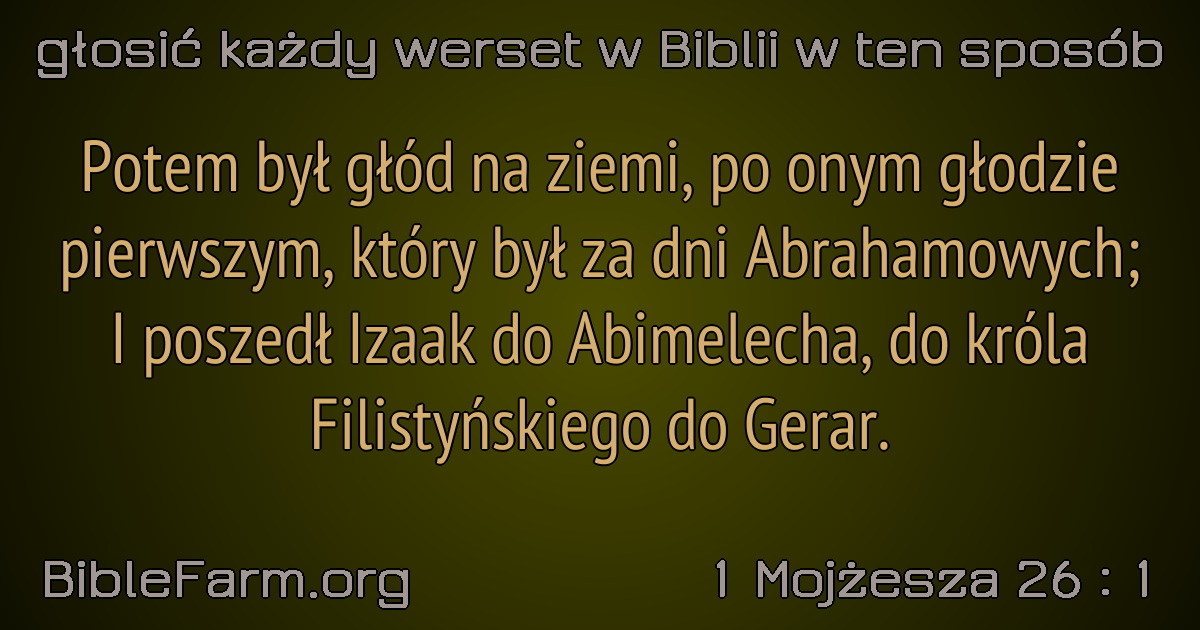 głosić każdy werset w Biblii w ten sposób
Potem był głód na ziemi, po onym głodzie
pierwszym, który był za dni Abrahamowych;
I poszedł Izaak do Abimelecha, do króla
Filistyńskiego do Gerar.
BibleFarm.org
1 Mojżesza 26 : 1